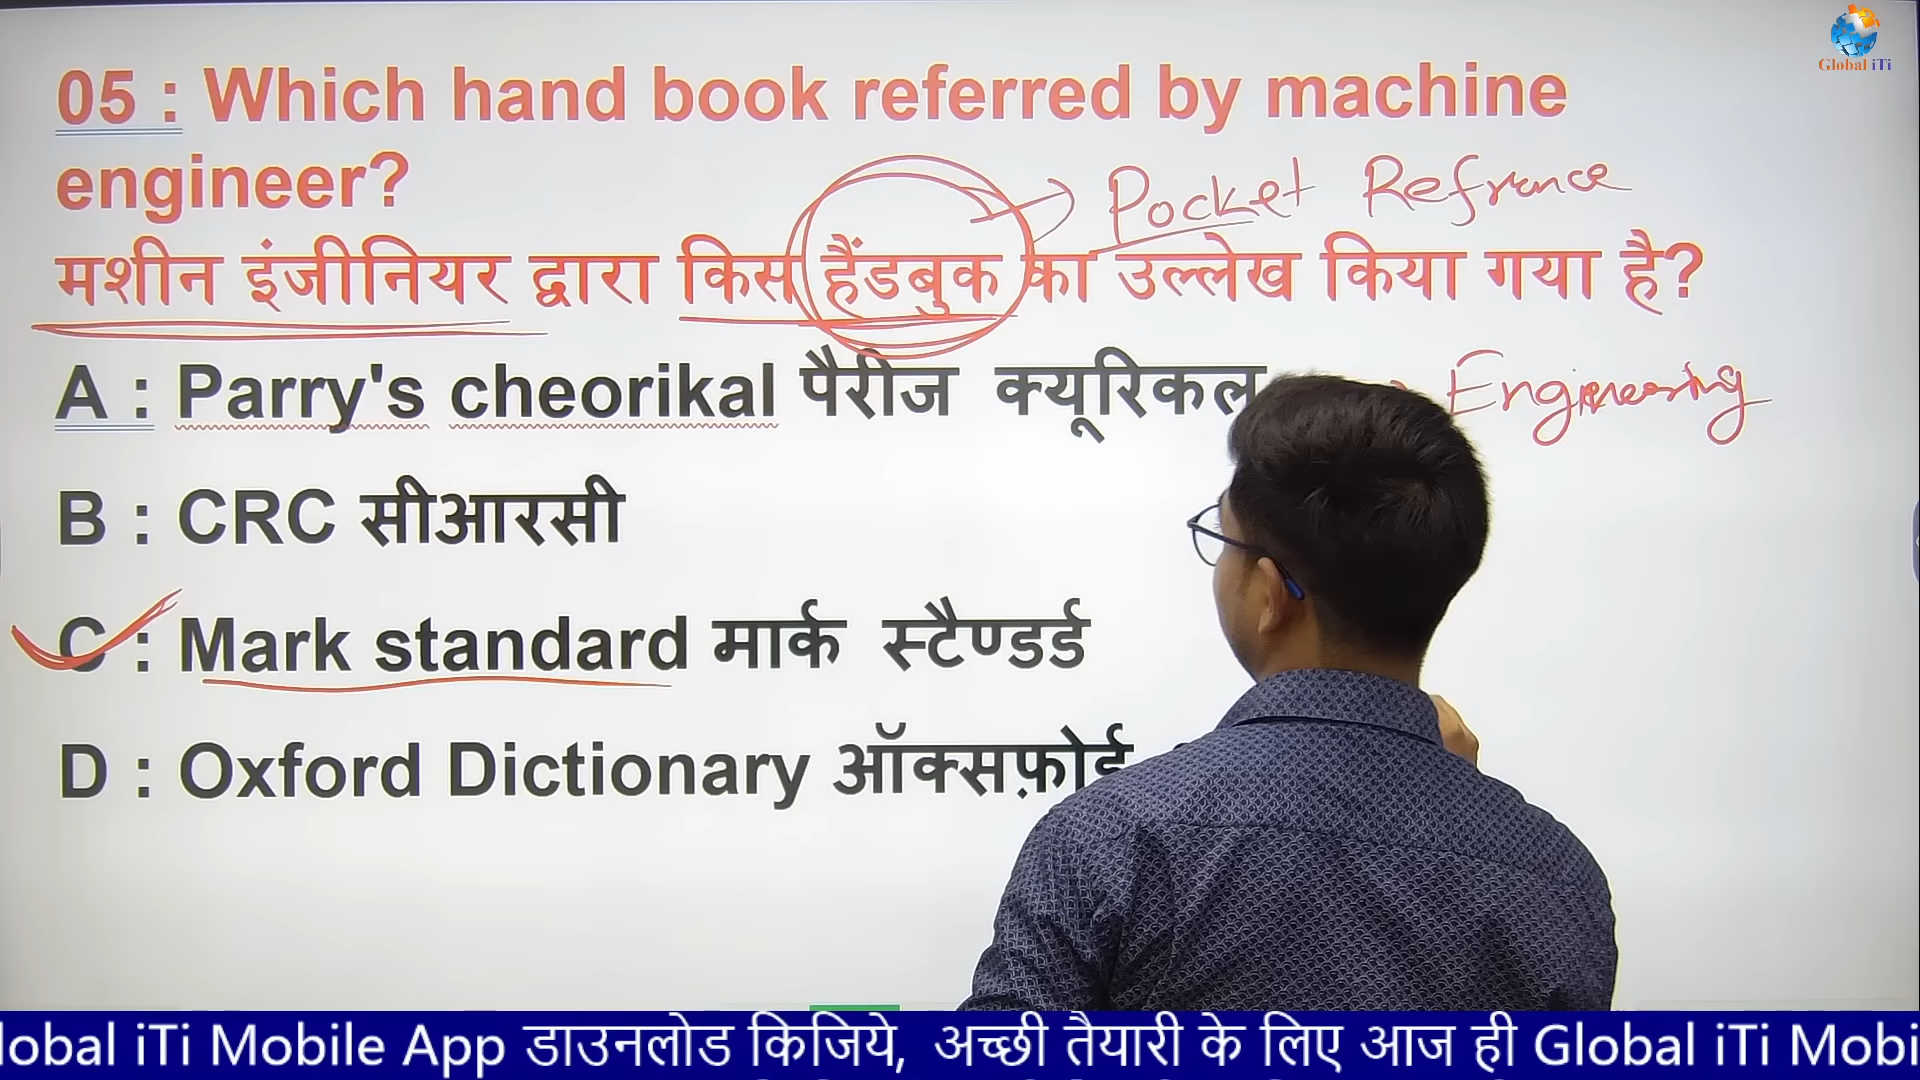 Global iTi
05 : Which hand book referred by machine
engineer?
Pocket Refrence
मशीन इंजीनियर द्वारा किस हैंडबुक का उल्लेख किया गया है?
A : Parry's cheorikal पैरीज क्यूरिकल
Engineering
B : CRC सीआरसी
C : Mark standard मार्क स्टैण्डर्ड
D : Oxford Dictionary ऑक्सफ़ोर्ड
lobal iTi Mobile App डाउनलोड किजिये, अच्छी तैयारी के लिए आज ही Global iTi Mobi